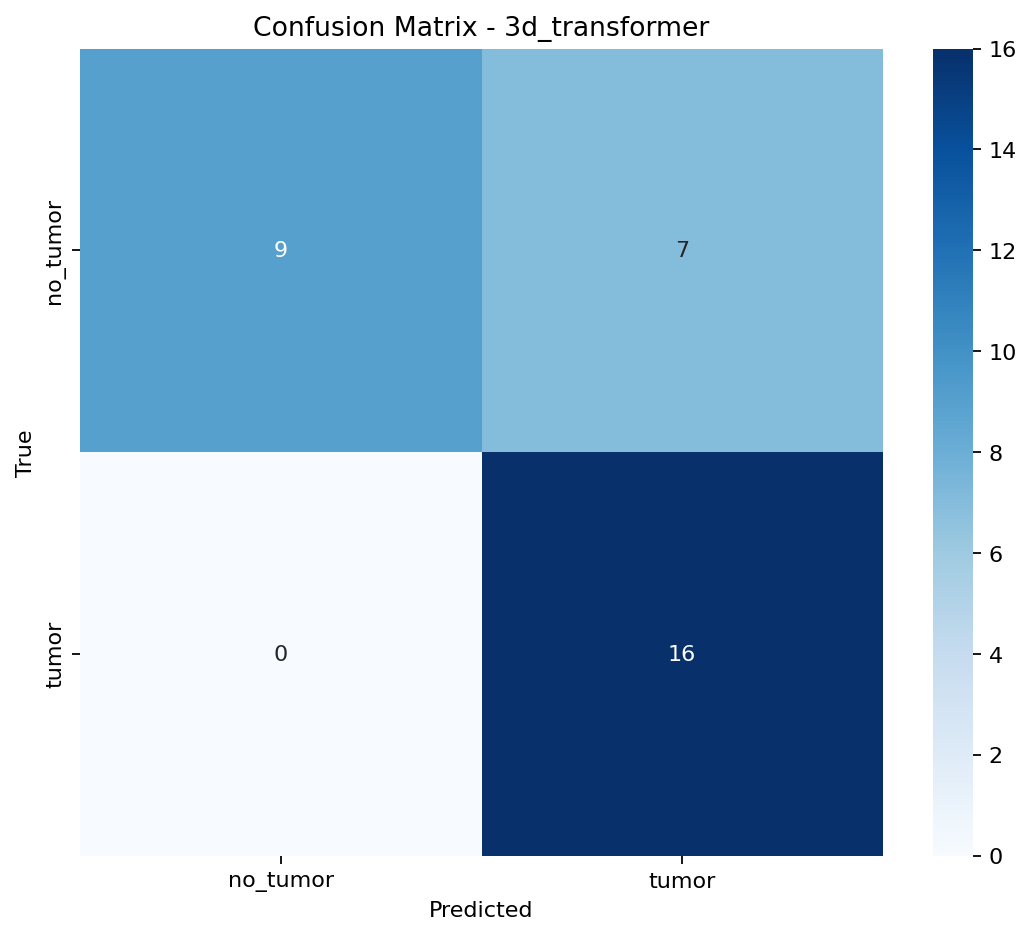 Confusion Matrix - 3d_transformer
no_tumor
tumor
True
9
7
0
16
no_tumor
tumor
Predicted
16
14
12
10
8
6
4
2
0